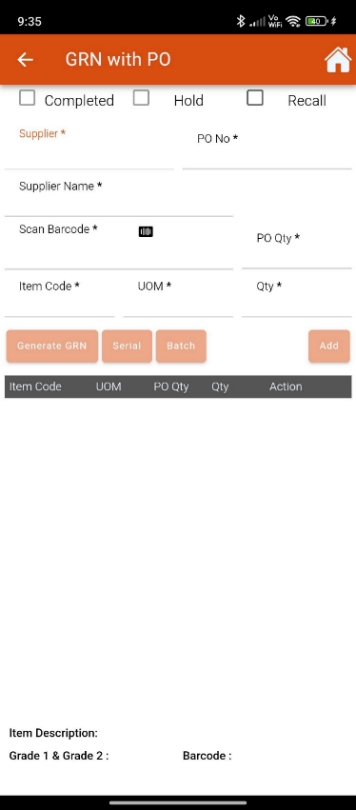 9:35 Vo WiFi 40
GRN with PO
Completed Hold Recall
Supplier * PO No *
Supplier Name *
Scan Barcode * PO Qty *
Item Code * UOM * Qty *
Generate GRN Serial Batch Add
Item Code UOM PO Qty Qty Action
Item Description:
Grade 1 & Grade 2 : Barcode :